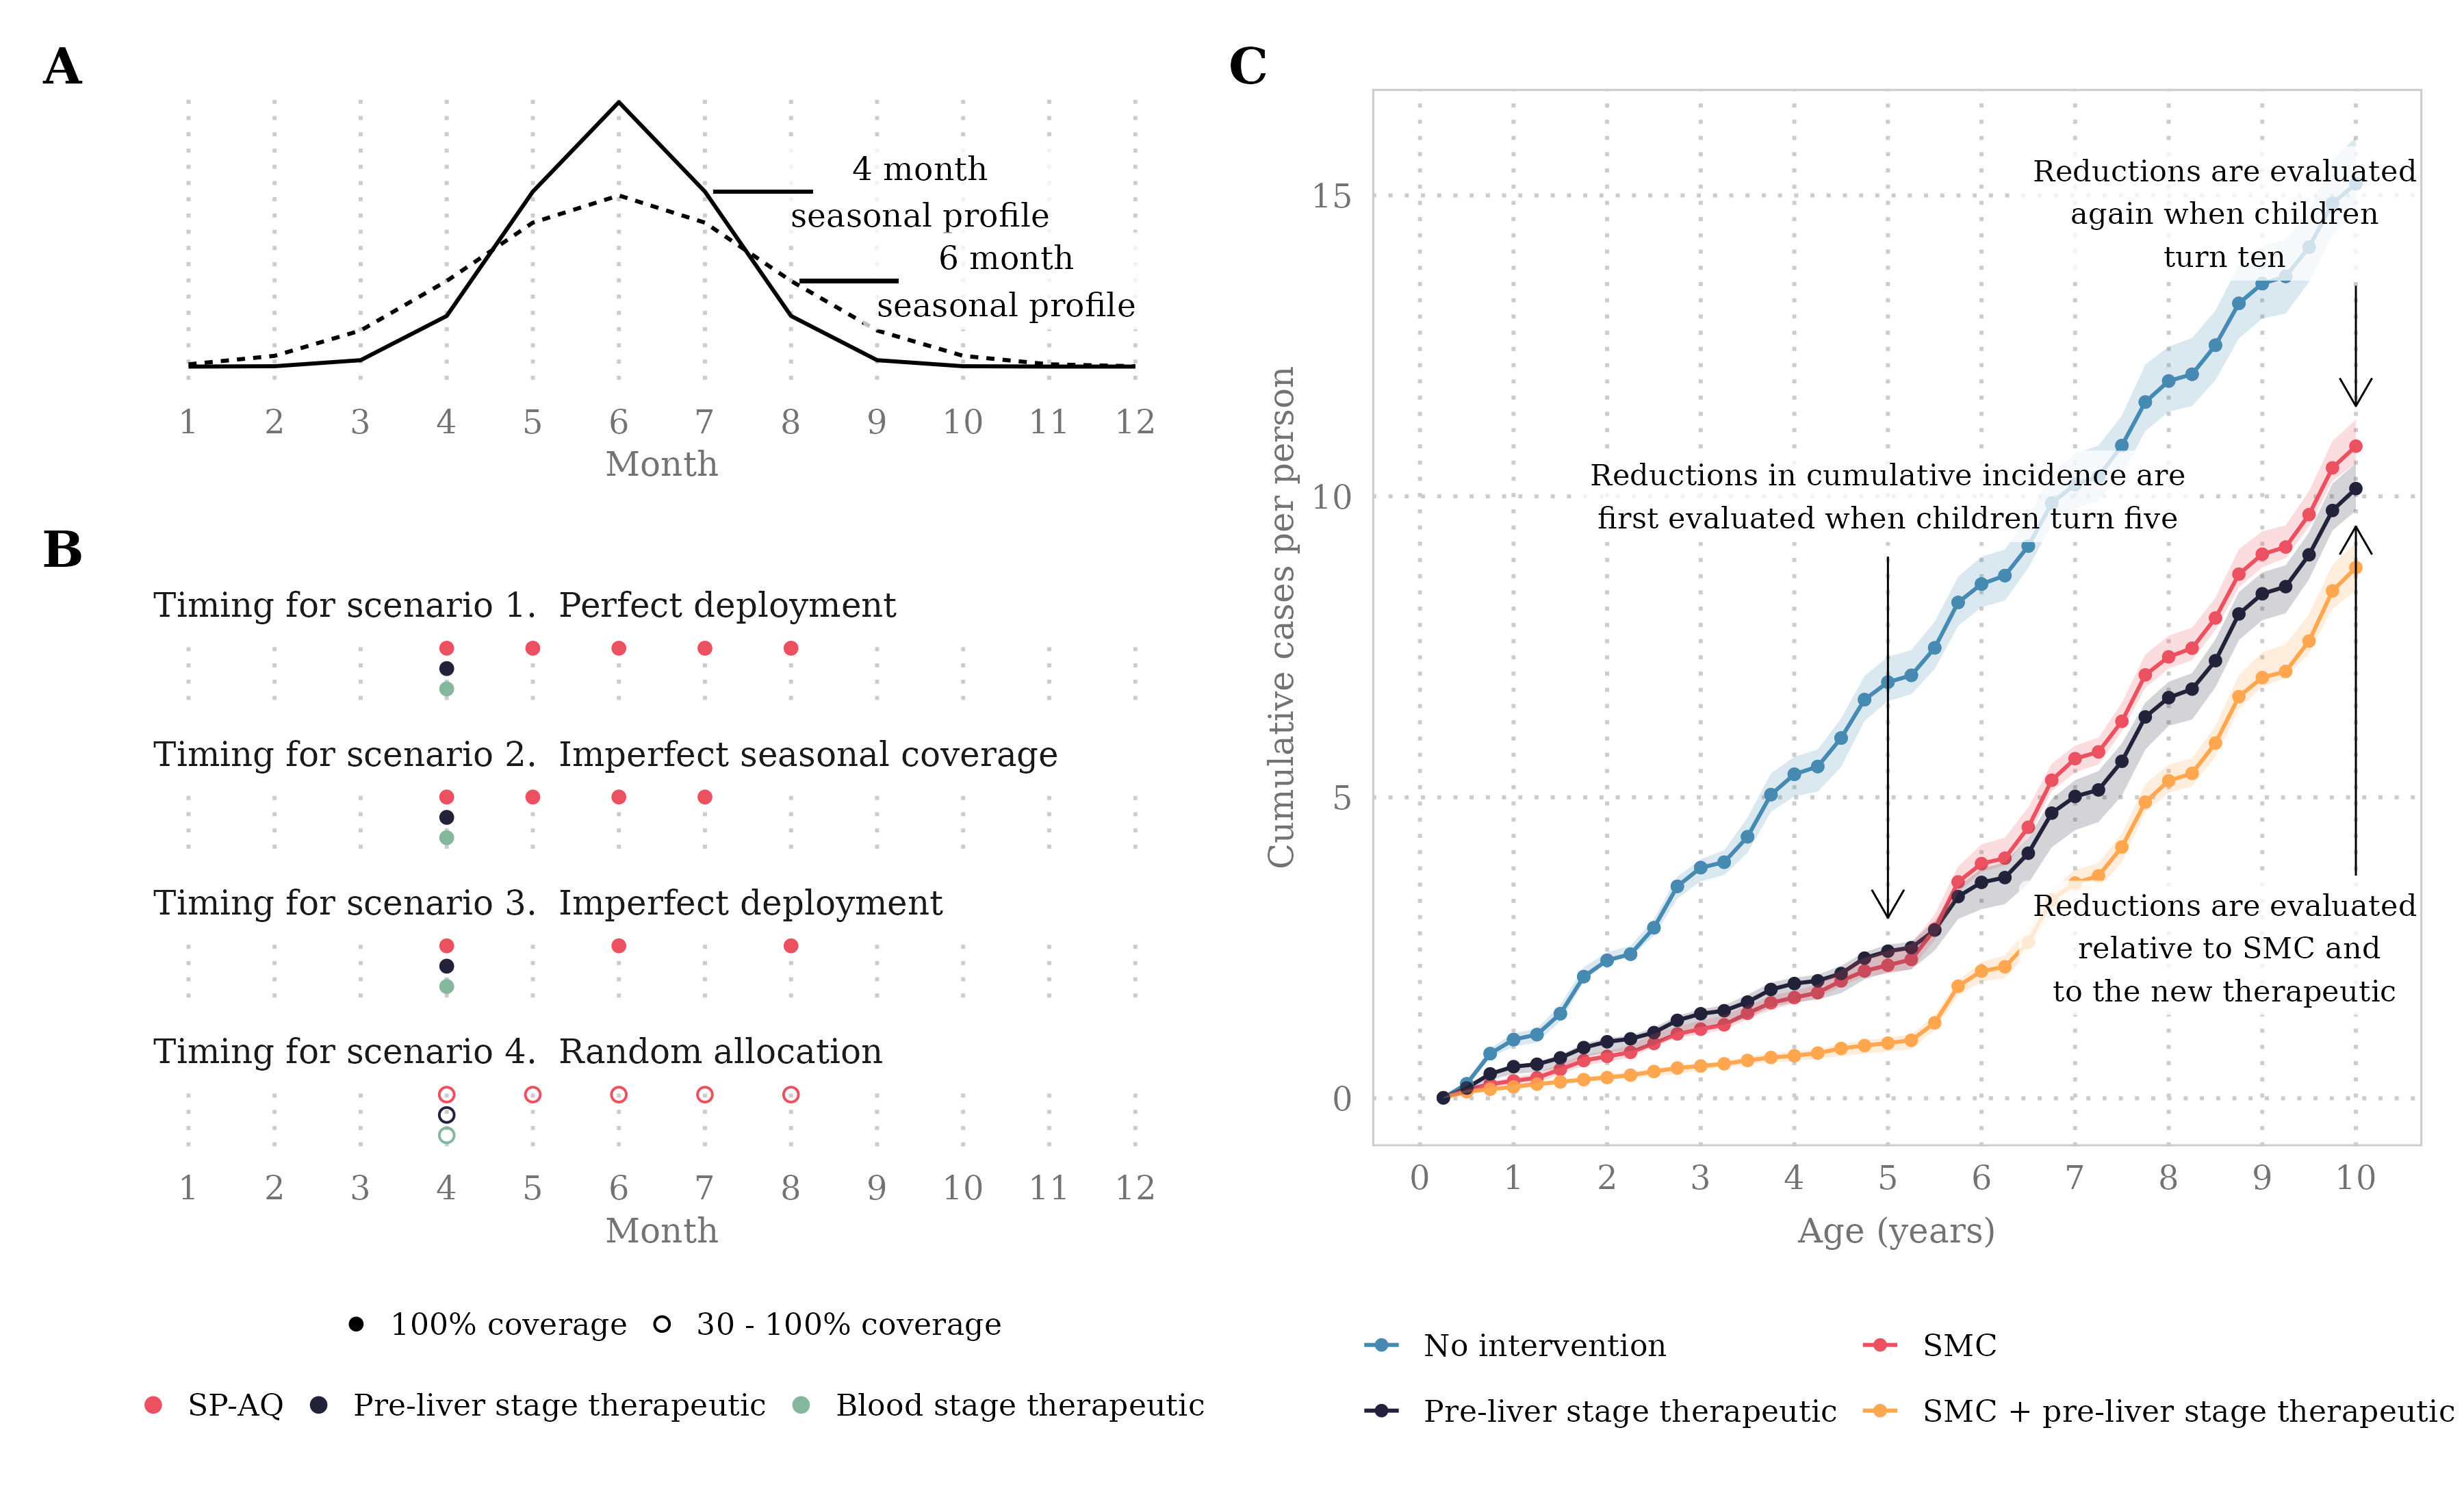 A
4 month
seasonal profile
6 month
seasonal profile
1 2 3 4 5 6 7 8 9 10 11 12
Month
B
Timing for scenario 1.  Perfect deployment
Timing for scenario 2.  Imperfect seasonal coverage
Timing for scenario 3.  Imperfect deployment
Timing for scenario 4.  Random allocation
1 2 3 4 5 6 7 8 9 10 11 12
Month
100% coverage 30 - 100% coverage
SP-AQ Pre-liver stage therapeutic Blood stage therapeutic
C
Cumulative cases per person
15
10
5
0
Reductions are evaluated
again when children
turn ten
Reductions in cumulative incidence are
first evaluated when children turn five
Reductions are evaluated
relative to SMC and
to the new therapeutic
0 1 2 3 4 5 6 7 8 9 10
Age (years)
No intervention SMC
Pre-liver stage therapeutic SMC + pre-liver stage therapeutic